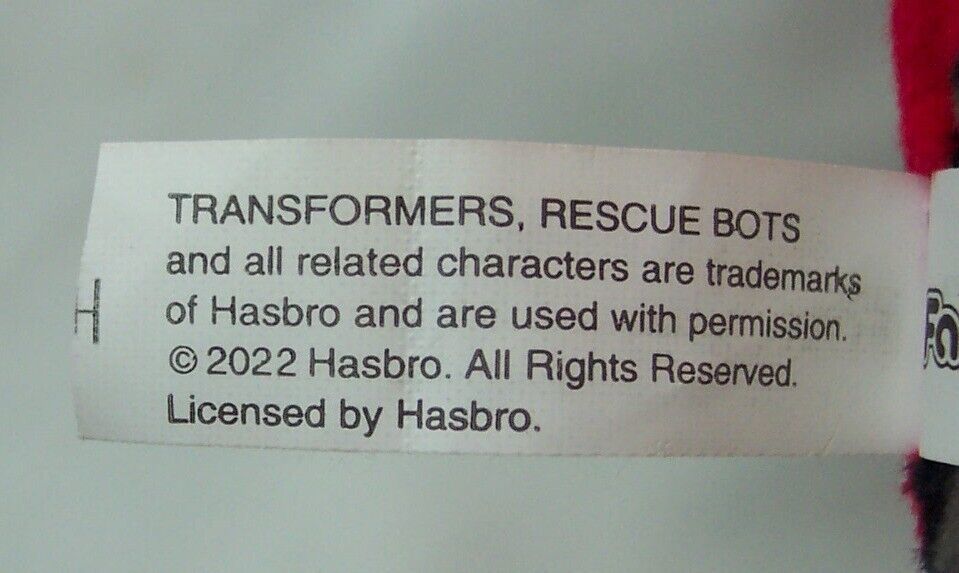 TRANSFORMERS, RESCUE BOTS
and all related characters are trademarks
of Hasbro and are used with permission.
© 2022 Hasbro. All Rights Reserved.
Licensed by Hasbro.
H